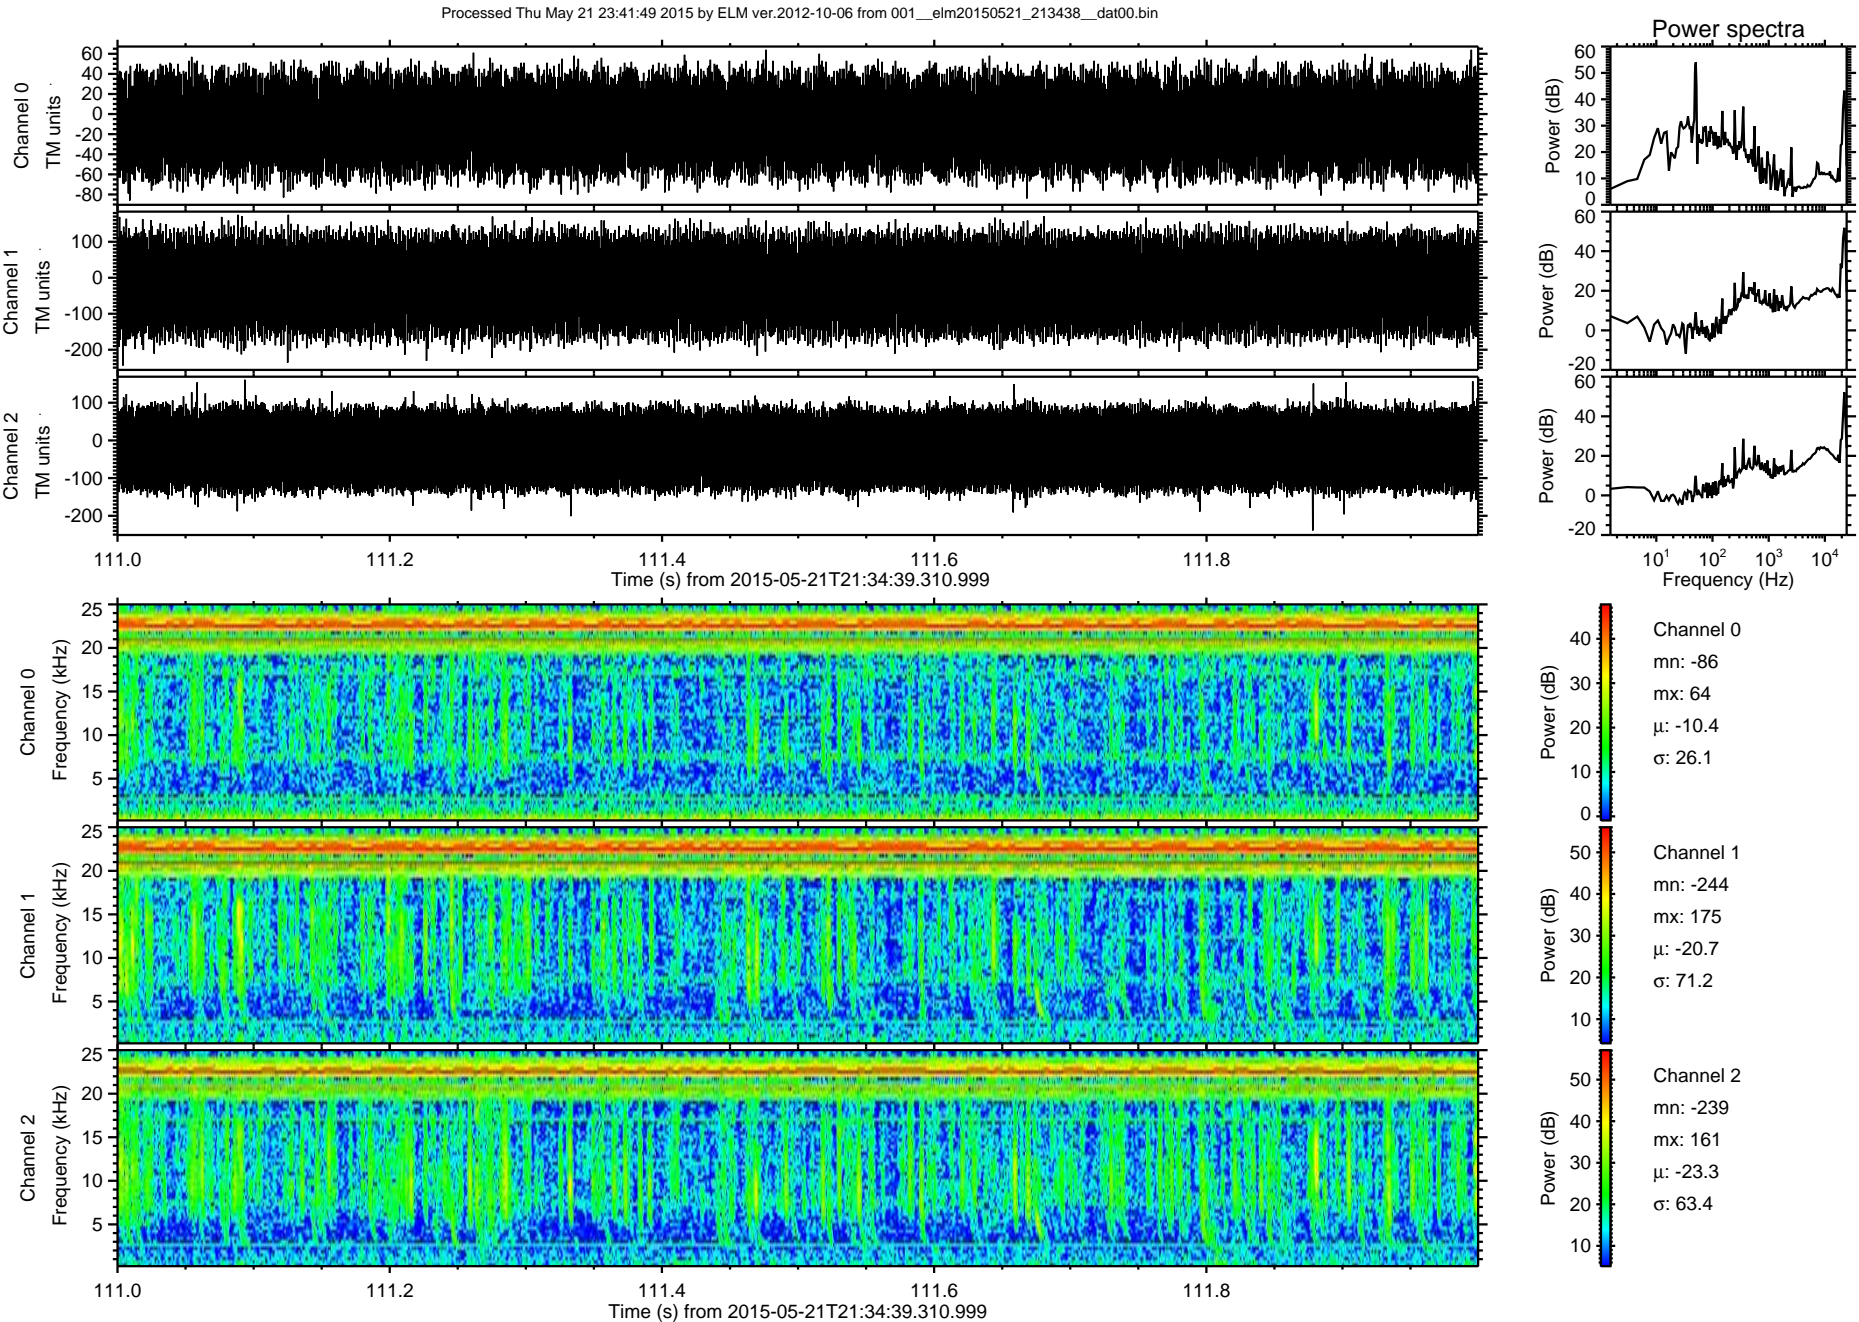 Processed Thu May 21 23:41:49 2015 by ELM ver.2012-10-06 from 001__elm20150521_213438__dat00.bin
Power spectra
Channel 0
TM units
60
40
20
0
-20
-40
-60
-80
Power (dB)
60
50
40
30
20
10
0
Channel 1
TM units
100
0
-100
-200
Power (dB)
60
40
20
0
-20
Channel 2
TM units
100
0
-100
-200
Power (dB)
60
40
20
0
-20
111.0 111.2 111.4 111.6 111.8
Time (s) from 2015-05-21T21:34:39.310.999
10¹ 10² 10³ 10⁴
Frequency (Hz)
Channel 0
Frequency (kHz)
25
20
15
10
5
Power (dB)
40
30
20
10
0
Channel 0
mn: -86
mx: 64
μ: -10.4
σ: 26.1
Channel 1
Frequency (kHz)
25
20
15
10
5
Power (dB)
50
40
30
20
10
Channel 1
mn: -244
mx: 175
μ: -20.7
σ: 71.2
Channel 2
Frequency (kHz)
25
20
15
10
5
Power (dB)
50
40
30
20
10
Channel 2
mn: -239
mx: 161
μ: -23.3
σ: 63.4
111.0 111.2 111.4 111.6 111.8
Time (s) from 2015-05-21T21:34:39.310.999